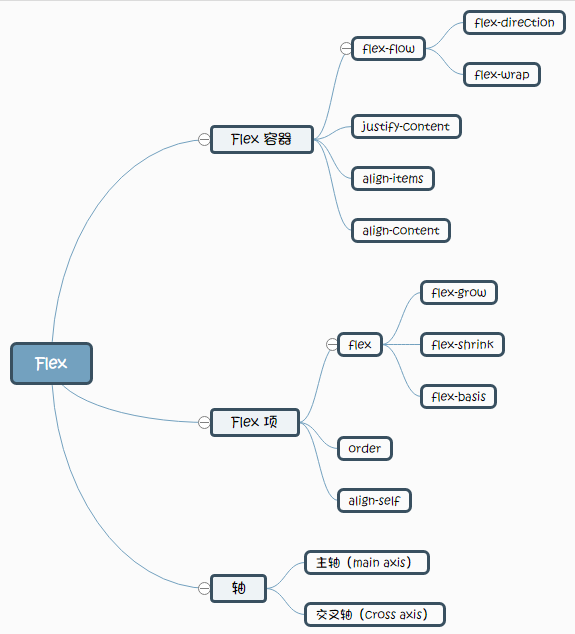 Flex
Flex 容器
flex-flow
flex-direction
flex-wrap
justify-content
align-items
align-content
Flex 项
flex
flex-grow
flex-shrink
flex-basis
order
align-self
轴
主轴（main axis）
交叉轴（cross axis）